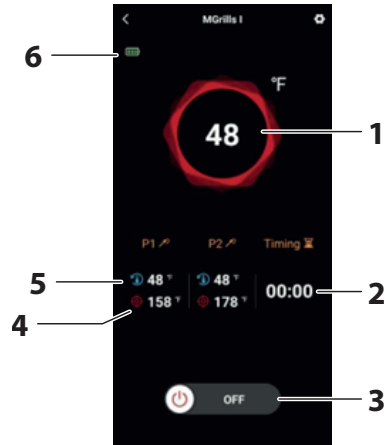 MGrills I
6
°F
48
1
P1 P2 Timing
5 48 °F 48 °F
00:00 2
4 158 °F 178 °F
OFF 3